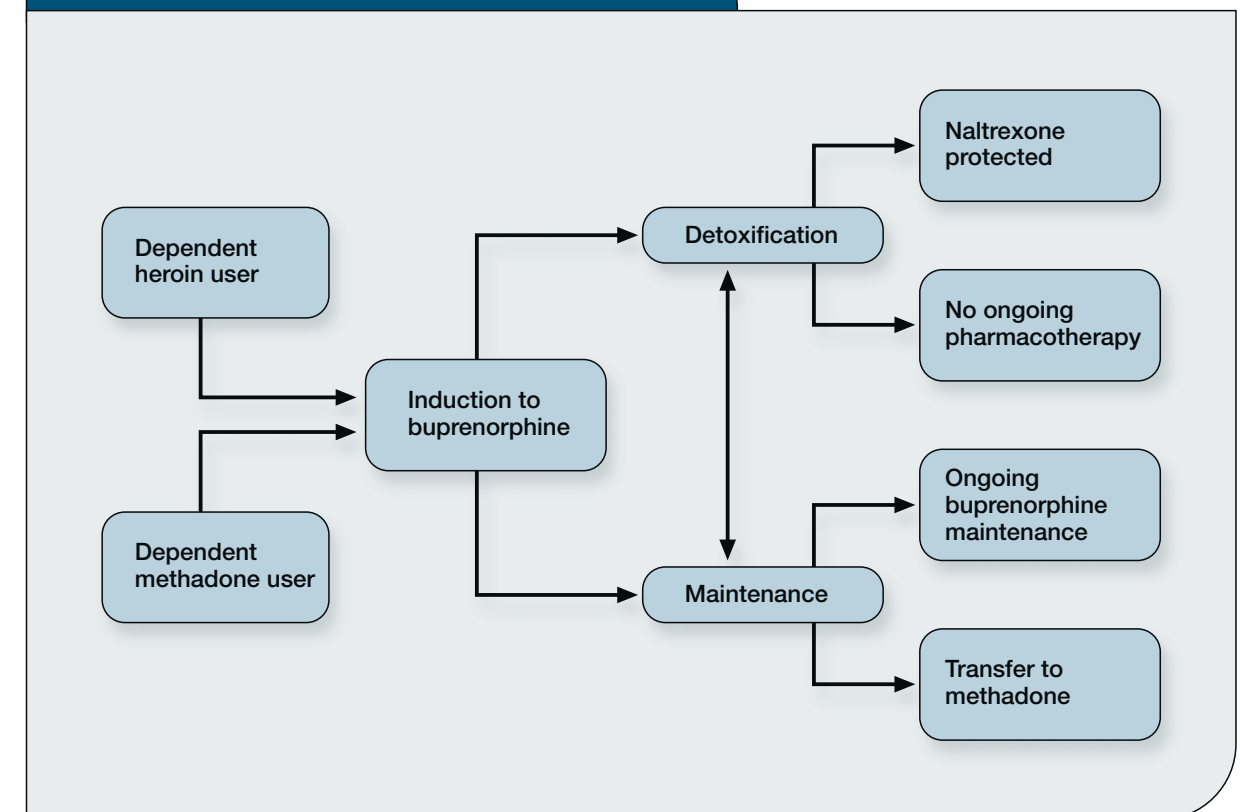 Dependent
heroin user
Dependent
methadone user
Induction to
buprenorphine
Detoxification
Maintenance
Naltrexone
protected
No ongoing
pharmacotherapy
Ongoing
buprenorphine
maintenance
Transfer to
methadone